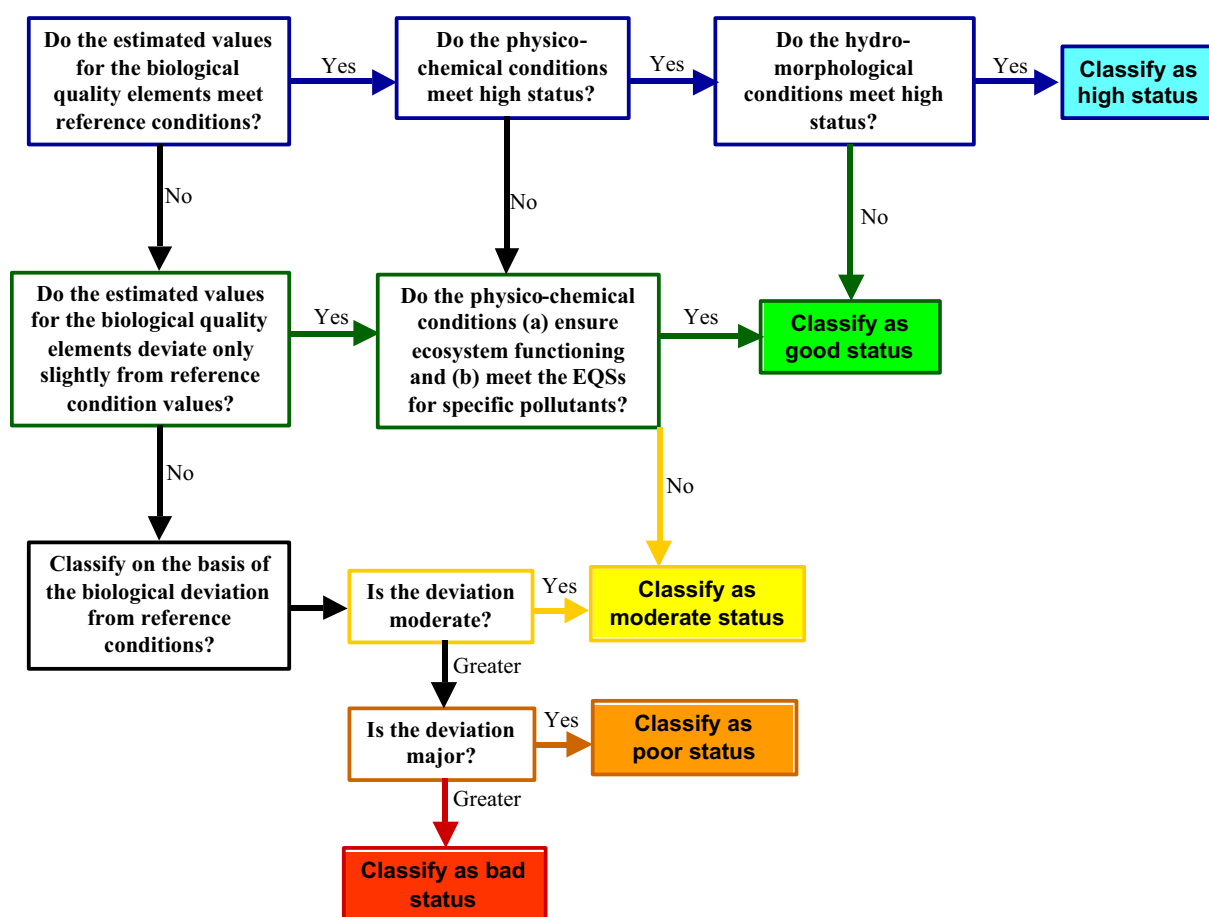 Do the estimated values
for the biological
quality elements meet
reference conditions?
Yes
Do the physico-
chemical conditions
meet high status?
Yes
Do the hydro-
morphological
conditions meet high
status?
Yes
Classify as
high status
No
No
No
Do the estimated values
for the biological quality
elements deviate only
slightly from reference
condition values?
Yes
Do the physico-chemical
conditions (a) ensure
ecosystem functioning
and (b) meet the EQSs
for specific pollutants?
Yes
Classify as
good status
No
No
Classify on the basis of
the biological deviation
from reference
conditions?
Is the deviation
moderate?
Yes
Classify as
moderate status
Greater
Is the deviation
major?
Yes
Classify as
poor status
Greater
Classify as bad
status